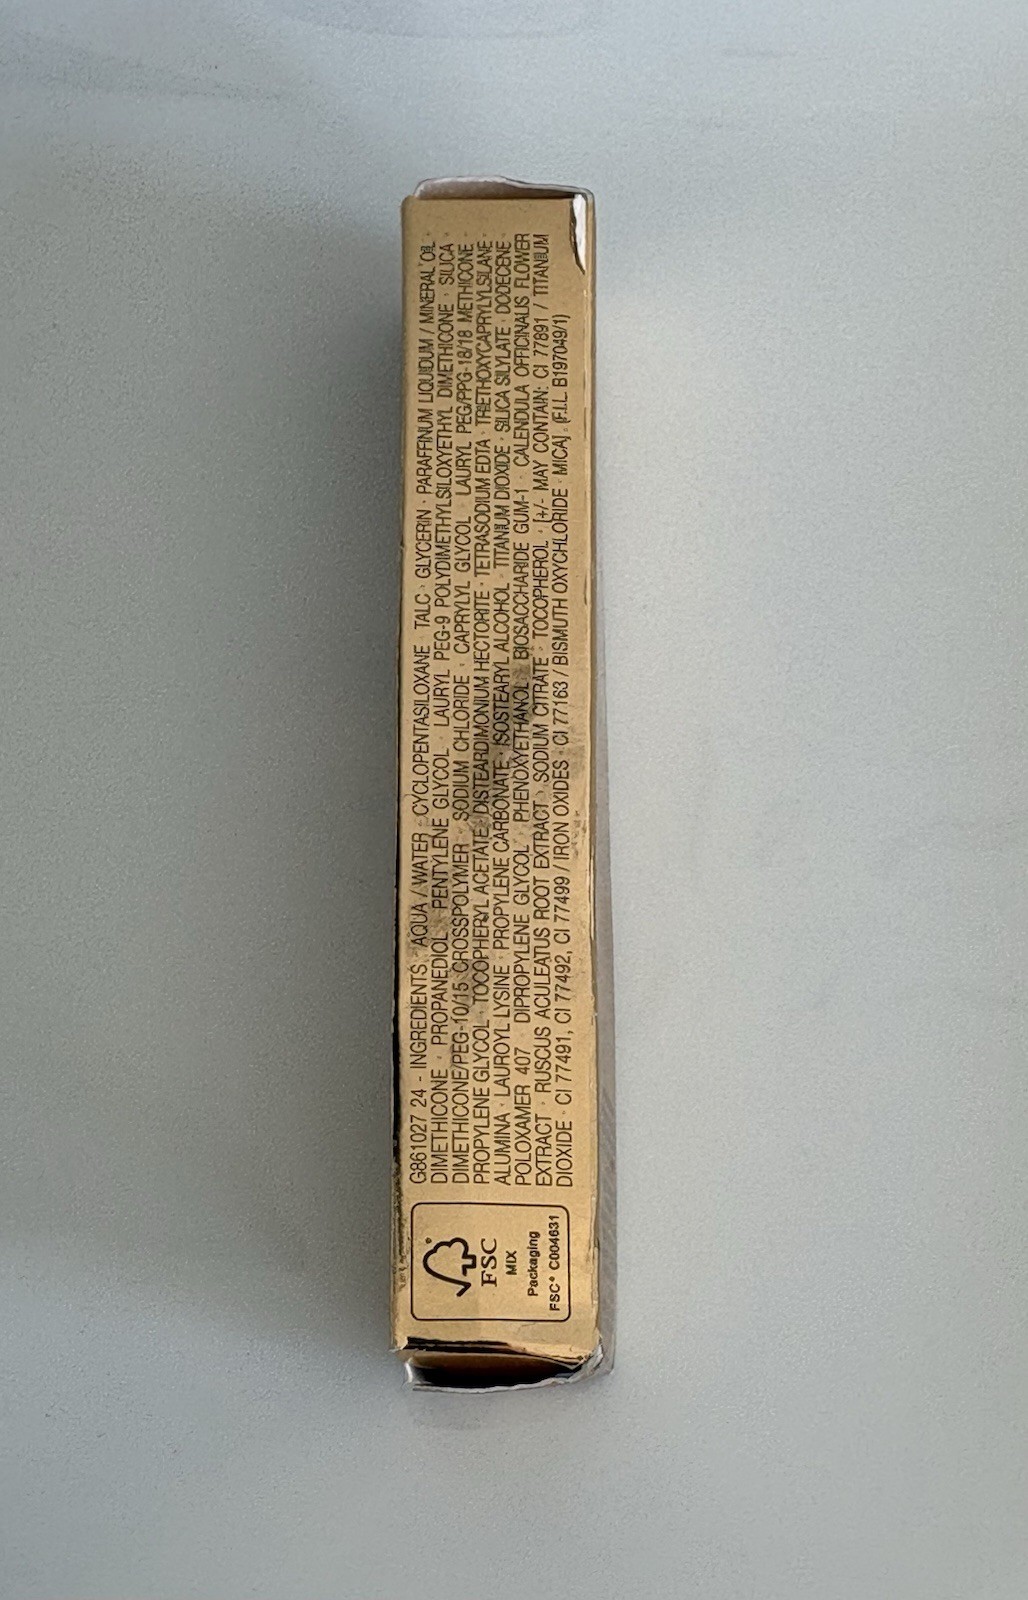 G861027 24 - INGREDIENTS · AQUA / WATER · CYCLOPENTASILOXANE · TALC · GLYCERIN · PARAFFINUM LIQUIDUM / MINERAL OIL ·
DIMETHICONE · PROPANEDIOL · PENTYLENE GLYCOL · LAURYL PEG-9 POLYDIMETHYLSILOXYETHYL DIMETHICONE · SILICA ·
DIMETHICONE/PEG-10/15 CROSSPOLYMER · SODIUM CHLORIDE · CAPRYLYL GLYCOL · LAURYL PEG/PPG-18/18 METHICONE ·
PROPYLENE GLYCOL · TOCOPHERYL ACETATE · DISTEARDIMONIUM HECTORITE · TETRASODIUM EDTA · TRIETHOXYCAPRYLYLSILANE ·
ALUMINA · LAUROYL LYSINE · PROPYLENE CARBONATE · ISOSTEARYL ALCOHOL · TITANIUM DIOXIDE · SILICA SILYLATE · DODECENE ·
POLOXAMER 407 · DIPROPYLENE GLYCOL · PHENOXYETHANOL · BIOSACCHARIDE GUM-1 · CALENDULA OFFICINALIS FLOWER
EXTRACT · RUSCUS ACULEATUS ROOT EXTRACT · SODIUM CITRATE · TOCOPHEROL · [+/- MAY CONTAIN: CI 77891 / TITANIUM
DIOXIDE · CI 77491, CI 77492, CI 77499 / IRON OXIDES · CI 77163 / BISMUTH OXYCHLORIDE · MICA]. (F.I.L. B197049/1)
FSC
MIX
Packaging
FSC® C004631